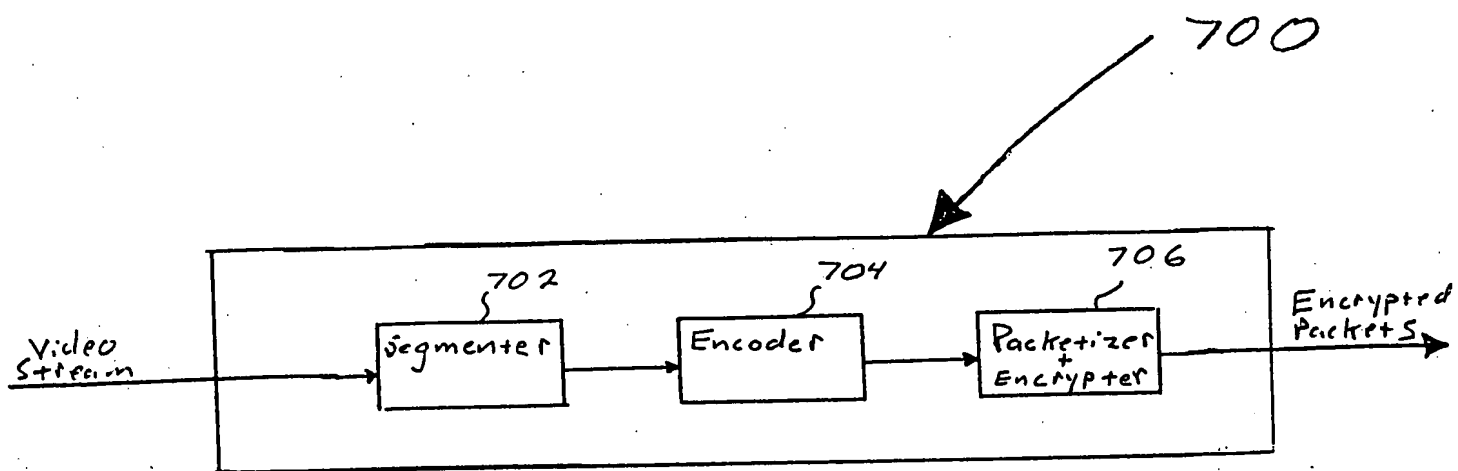 700
702
704
706
Video
Stream
Segmenter
Encoder
Packetizer
+
Encrypter
Encrypted
Packets